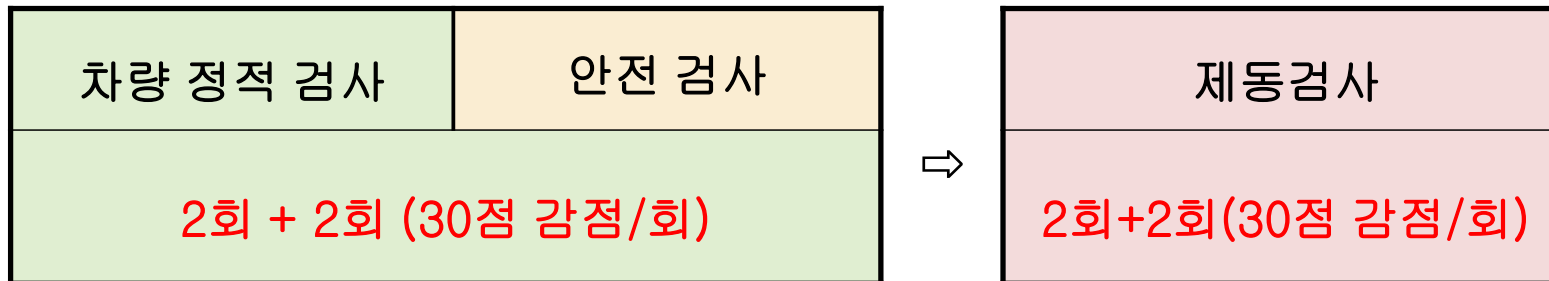 차량 정적 검사
안전 검사
제동검사
2회 + 2회 (30점 감점/회)
⇨
2회+2회(30점 감점/회)